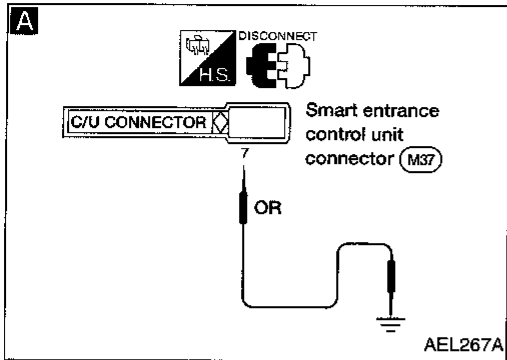 A
DISCONNECT
H.S.
C/U CONNECTOR
Smart entrance
control unit
connector M37
7
OR
AEL267A